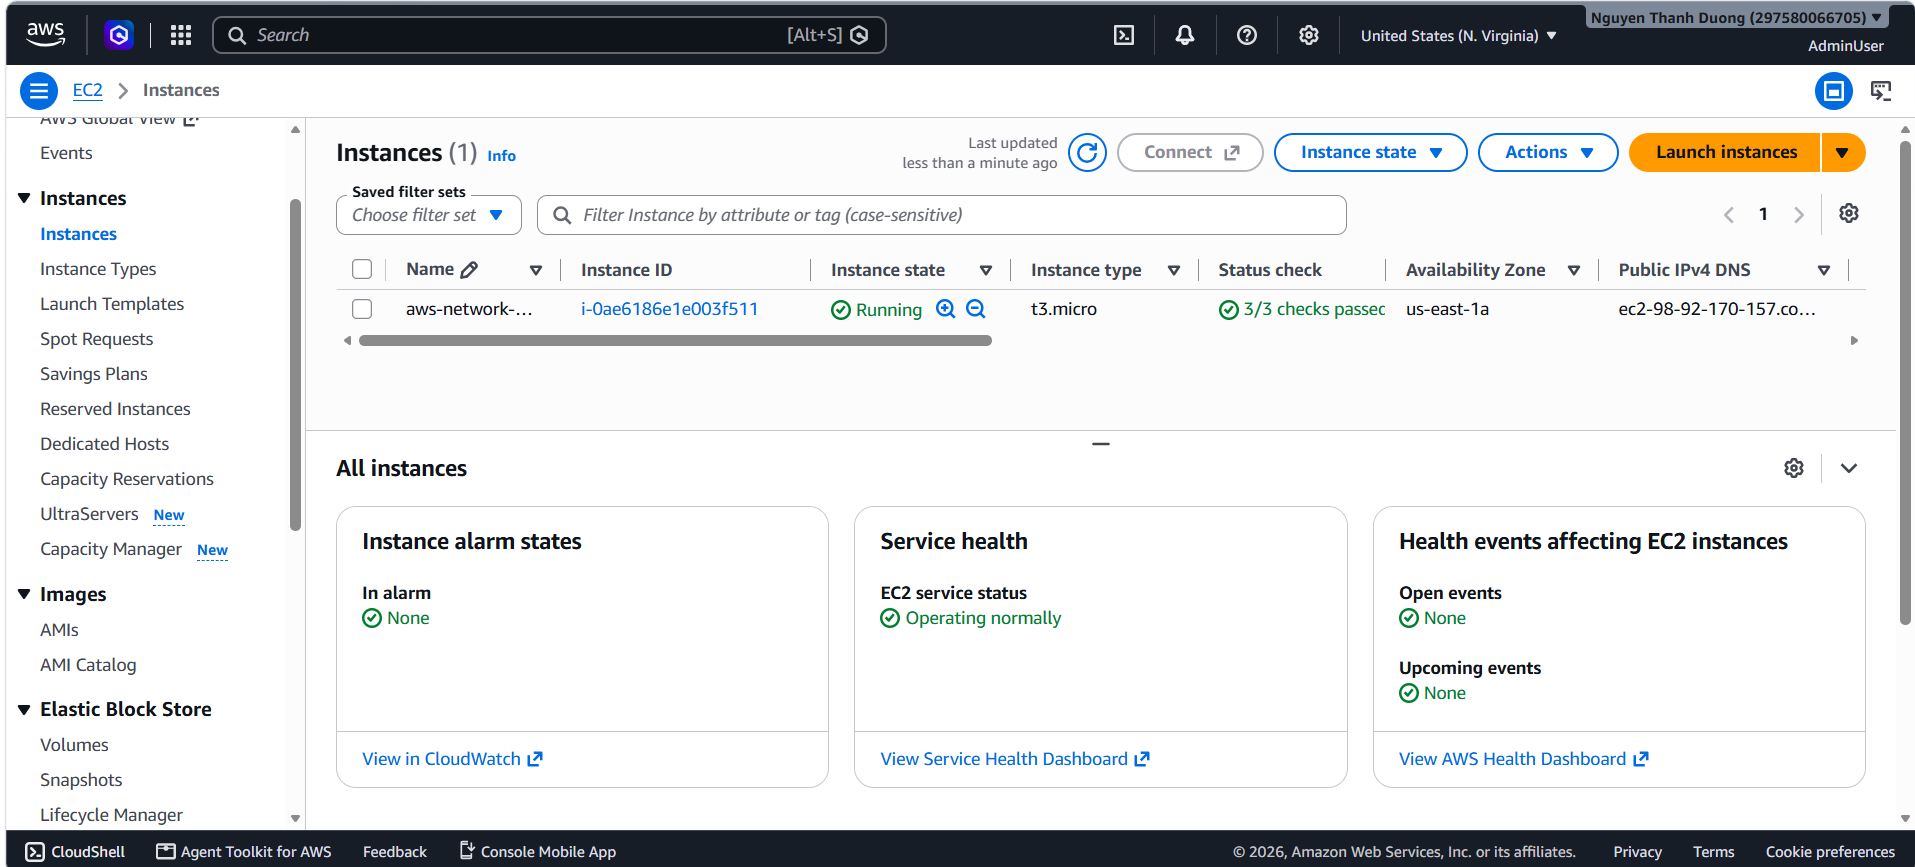 aws
Search [Alt+S]
United States (N. Virginia)
Nguyen Thanh Duong (297580066705)
AdminUser
EC2 Instances
AWS Global View
Events
Instances
Instances
Instance Types
Launch Templates
Spot Requests
Savings Plans
Reserved Instances
Dedicated Hosts
Capacity Reservations
UltraServers New
Capacity Manager New
Images
AMIs
AMI Catalog
Elastic Block Store
Volumes
Snapshots
Lifecycle Manager
Instances (1) Info
Last updated
less than a minute ago
Connect
Instance state
Actions
Launch instances
Saved filter sets
Choose filter set
Filter Instance by attribute or tag (case-sensitive)
1
Name Instance ID Instance state Instance type Status check Availability Zone Public IPv4 DNS
aws-network-... i-0ae6186e1e003f511 Running t3.micro 3/3 checks passec us-east-1a ec2-98-92-170-157.co...
All instances
Instance alarm states
In alarm
None
View in CloudWatch
Service health
EC2 service status
Operating normally
View Service Health Dashboard
Health events affecting EC2 instances
Open events
None
Upcoming events
None
View AWS Health Dashboard
CloudShell Agent Toolkit for AWS Feedback Console Mobile App
© 2026, Amazon Web Services, Inc. or its affiliates. Privacy Terms Cookie preferences